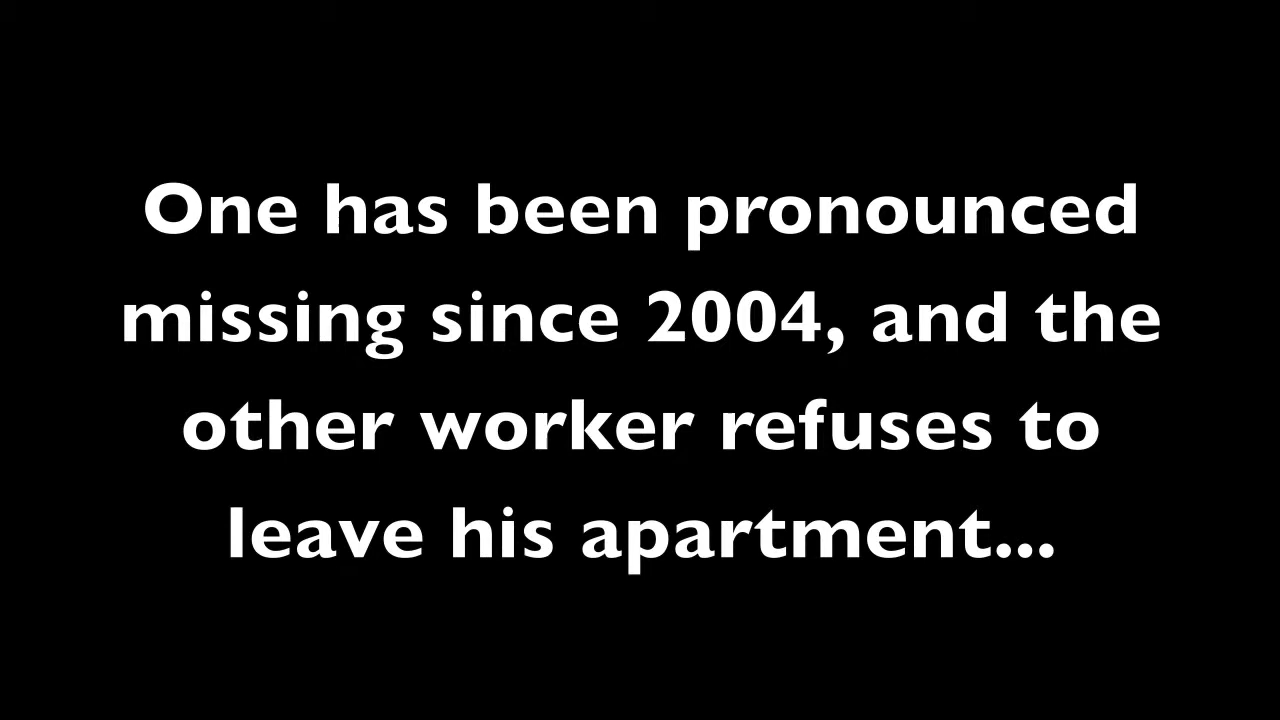 One has been pronounced
missing since 2004, and the
other worker refuses to
leave his apartment...